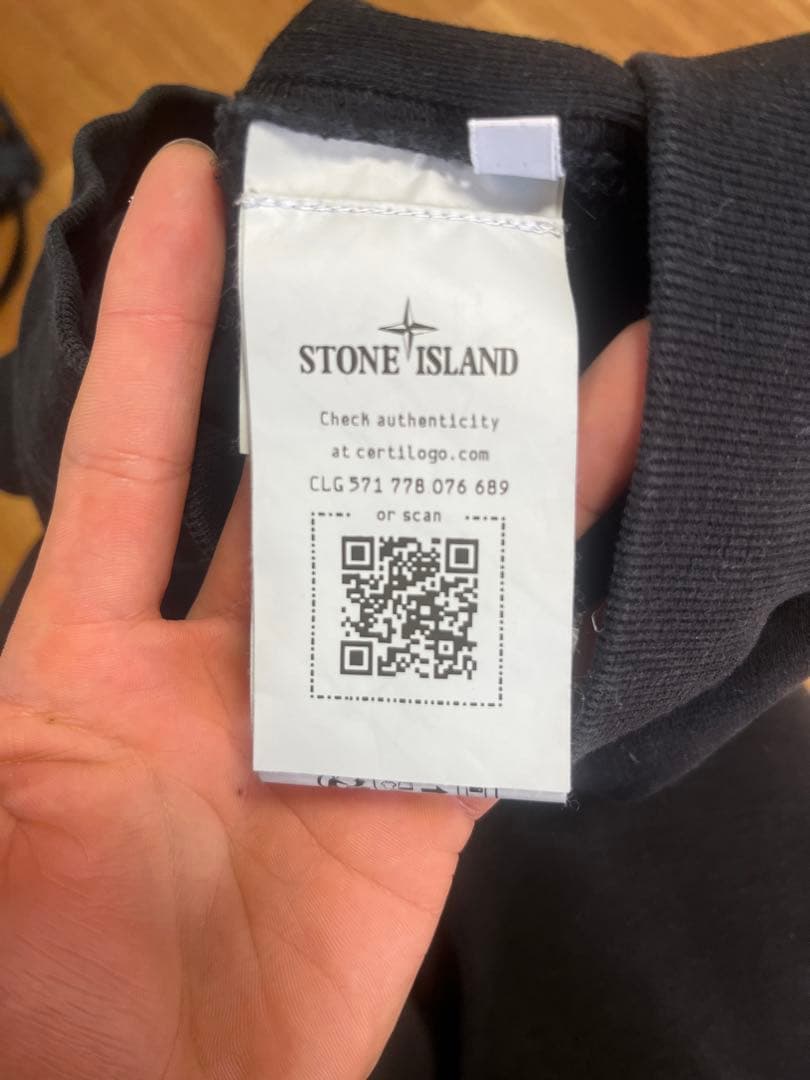 STONE ISLAND
Check authenticity
at certilogo.com
CLG 571 778 076 689
or scan